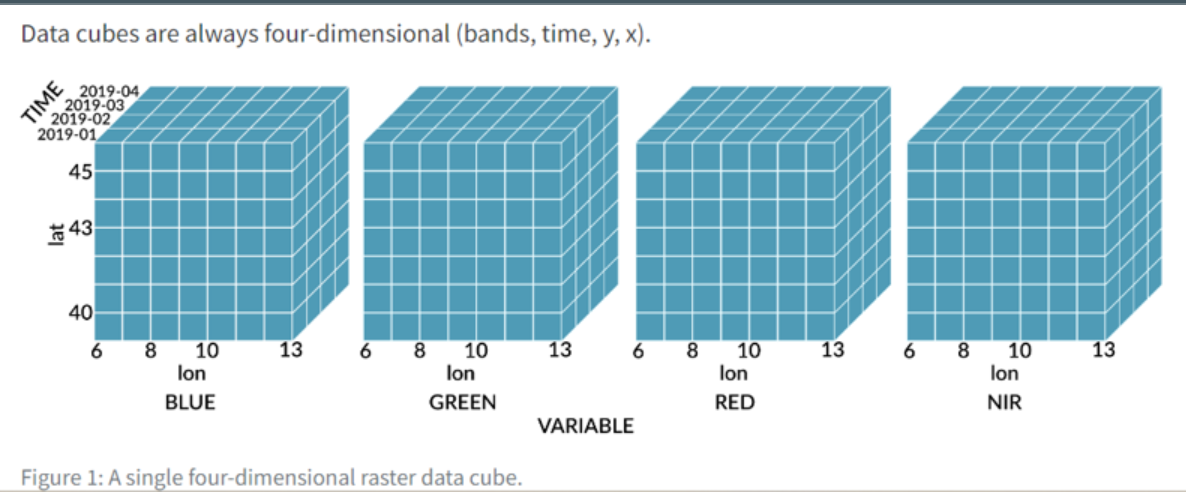 Data cubes are always four-dimensional (bands, time, y, x).
TIME
2019-04
2019-03
2019-02
2019-01
45
lat 43
40
6 8 10 13 6 8 10 13 6 8 10 13 6 8 10 13
lon lon lon lon
BLUE GREEN RED NIR
VARIABLE
Figure 1: A single four-dimensional raster data cube.